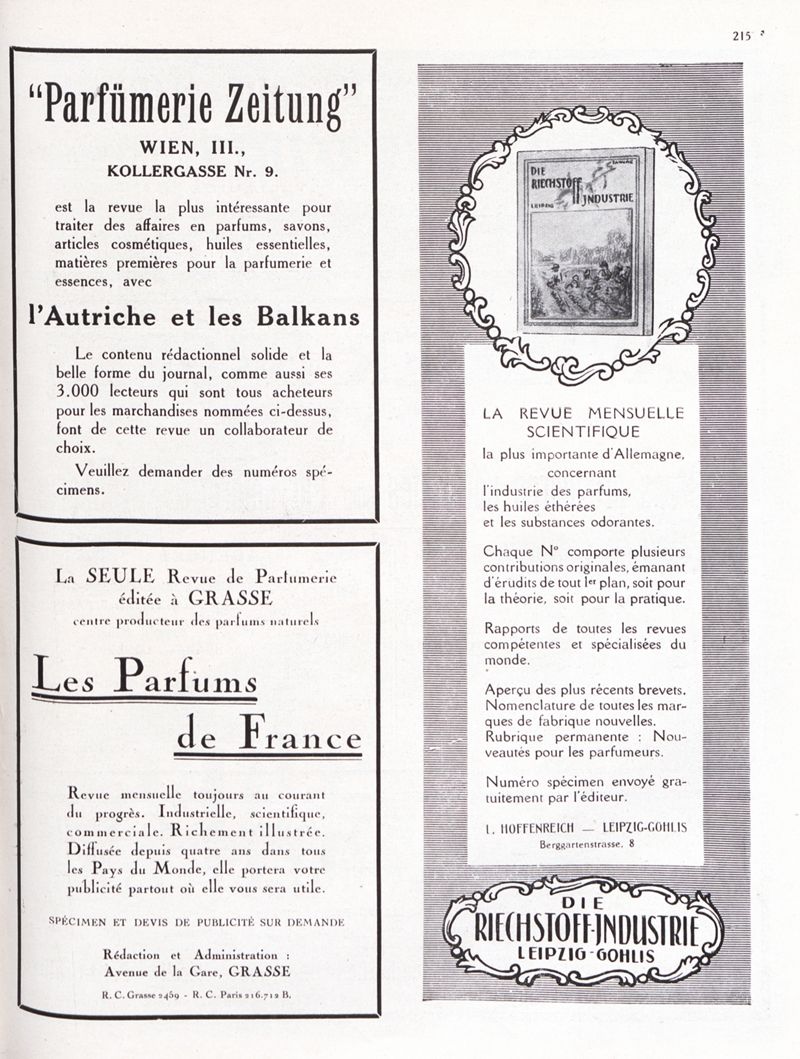 215
"Parfümerie Zeitung"
WIEN, III.,
KOLLERGASSE Nr. 9.
est la revue la plus intéressante pour
traiter des affaires en parfums, savons,
articles cosmétiques, huiles essentielles,
matières premières pour la parfumerie et
essences, avec
l'Autriche et les Balkans
Le contenu rédactionnel solide et la
belle forme du journal, comme aussi ses
3.000 lecteurs qui sont tous acheteurs
pour les marchandises nommées ci-dessus,
font de cette revue un collaborateur de
choix.
Veuillez demander des numéros spé-
cimens.
La SEULE Revue de Parfumerie
éditée à GRASSE
centre producteur des parfums naturels
Les Parfums
de France
Revue mensuelle toujours au courant
du progrès. Industrielle, scientifique,
commerciale. Richement illustrée.
Diffusée depuis quatre ans dans tous
les Pays du Monde, elle portera votre
publicité partout où elle vous sera utile.
SPÉCIMEN ET DEVIS DE PUBLICITÉ SUR DEMANDE
Rédaction et Administration :
Avenue de la Gare, GRASSE
R. C. Grasse 2469 - R. C. Paris 216.712 B.
DIE
RIECHSTOFF
INDUSTRIE
LEIPZIG
LA REVUE MENSUELLE
SCIENTIFIQUE
la plus importante d'Allemagne,
concernant
l'industrie des parfums,
les huiles éthérées
et les substances odorantes.
Chaque N° comporte plusieurs
contributions originales, émanant
d'érudits de tout 1er plan, soit pour
la théorie, soit pour la pratique.
Rapports de toutes les revues
compétentes et spécialisées du
monde.
Aperçu des plus récents brevets.
Nomenclature de toutes les mar-
ques de fabrique nouvelles.
Rubrique permanente : Nou-
veautés pour les parfumeurs.
Numéro spécimen envoyé gra-
tuitement par l'éditeur.
L. HOFFENREICH — LEIPZIG-GOHLIS
Berggartenstrasse, 8
DIE
RIECHSTOFF-INDUSTRIE
LEIPZIG-GOHLIS